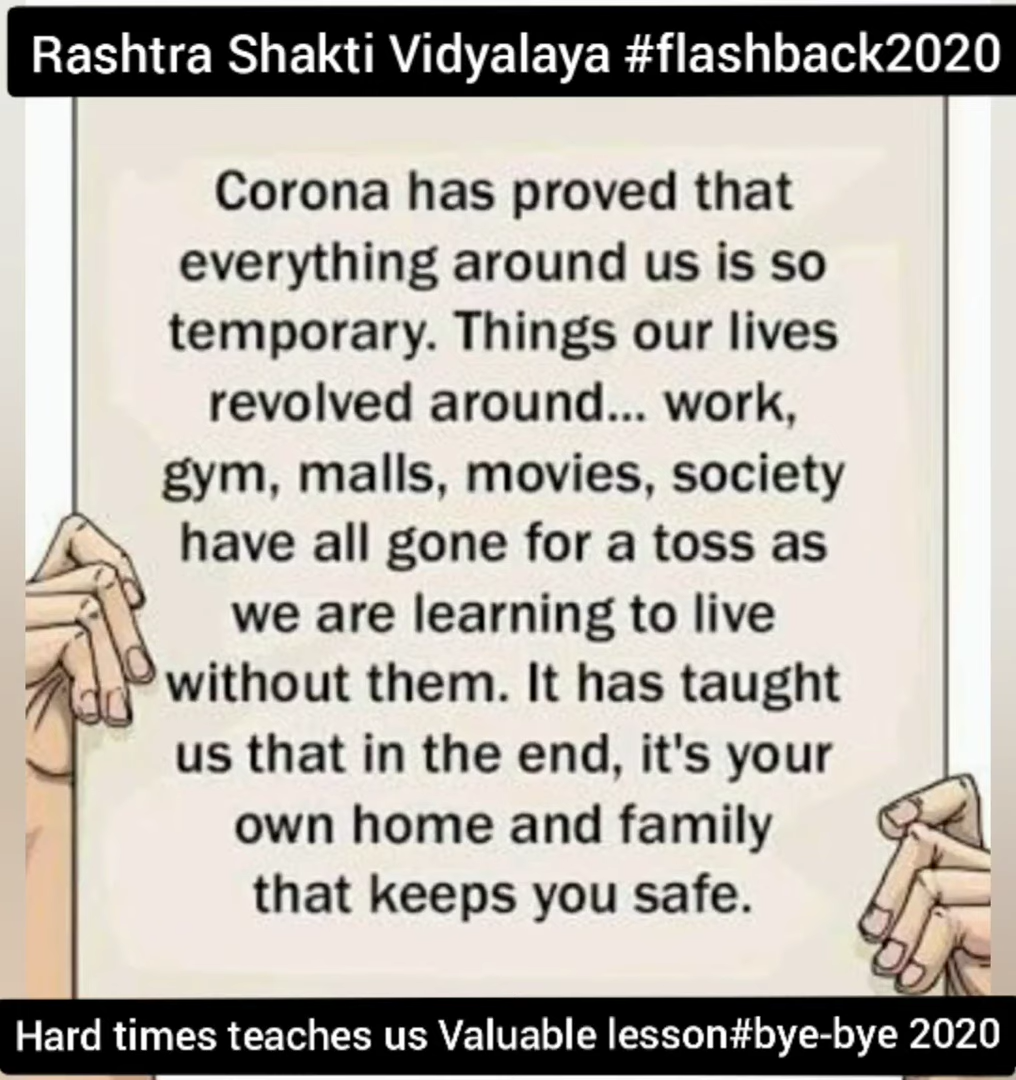 Rashtra Shakti Vidyalaya #flashback2020
Corona has proved that
everything around us is so
temporary. Things our lives
revolved around... work,
gym, malls, movies, society
have all gone for a toss as
we are learning to live
without them. It has taught
us that in the end, it's your
own home and family
that keeps you safe.
Hard times teaches us Valuable lesson#bye-bye 2020